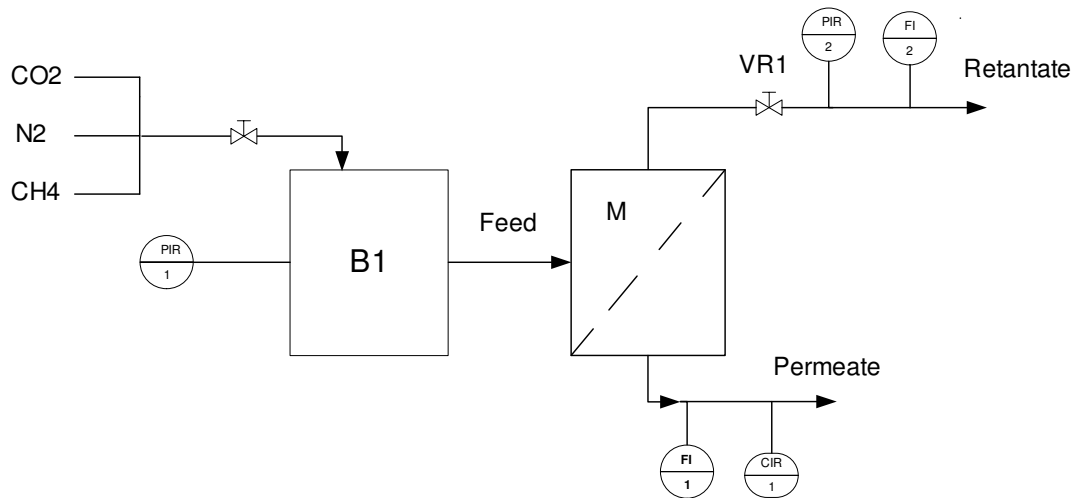 PIR
2
FI
2
VR1
Retantate
CO2
N2
CH4
M
Feed
PIR
1
B1
Permeate
FI
1
CIR
1